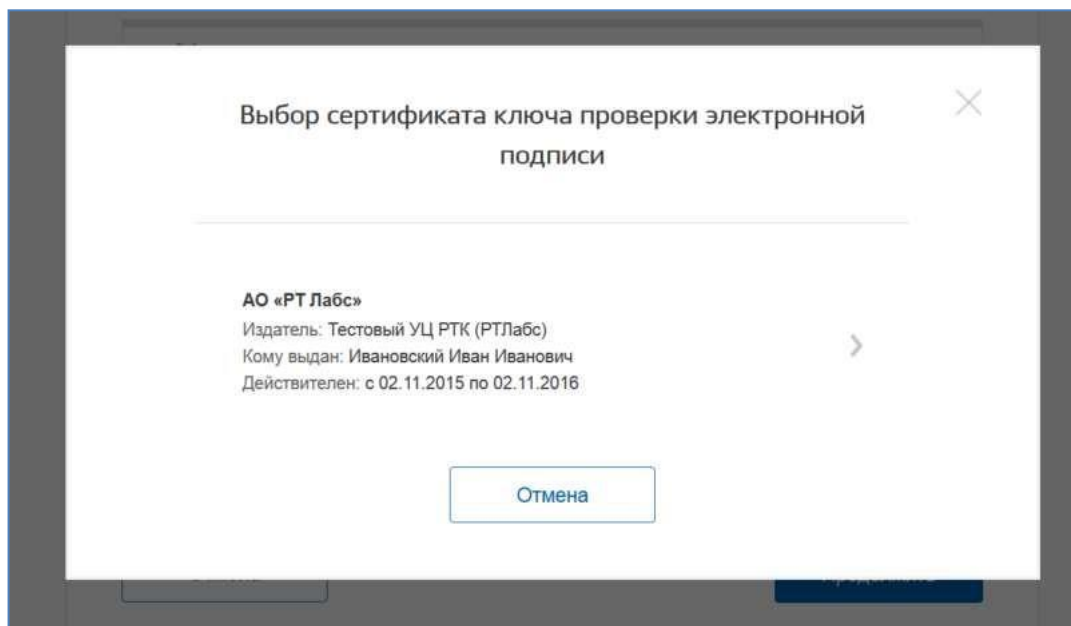 Выбор сертификата ключа проверки электронной
подписи
АО «РТ Лабс»
Издатель: Тестовый УЦ РТК (РТЛабс)
Кому выдан: Ивановский Иван Иванович
Действителен: с 02.11.2015 по 02.11.2016
Отмена